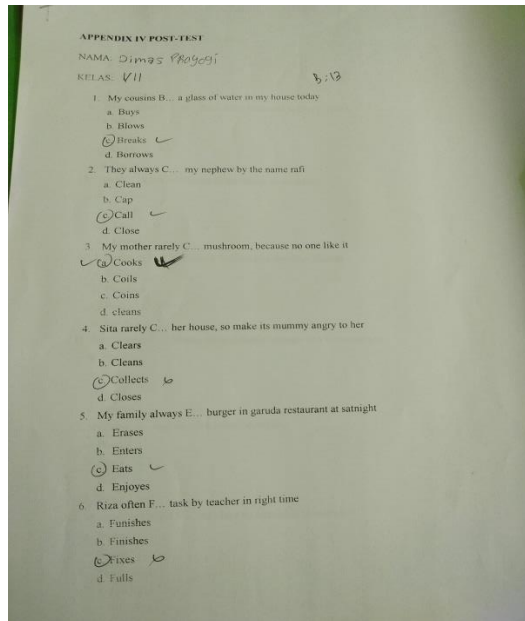 APPENDIX IV POST-TEST
NAMA: Dimas PRoyogi
KELAS: VII
B: 13
1. My cousins B... a glass of water in my house today
a. Buys
b. Blows
c. Breaks
d. Borrows
2. They always C... my nephew by the name rafi
a. Clean
b. Cap
c. Call
d. Close
3. My mother rarely C... mushroom, because no one like it
a. Cooks
b. Coils
c. Coins
d. cleans
4. Sita rarely C... her house, so make its mummy angry to her
a. Clears
b. Cleans
c. Collects
d. Closes
5. My family always E... burger in garuda restaurant at satnight
a. Erases
b. Enters
c. Eats
d. Enjoyes
6. Riza often F... task by teacher in right time
a. Funishes
b. Finishes
c. Fixes
d. Fulls